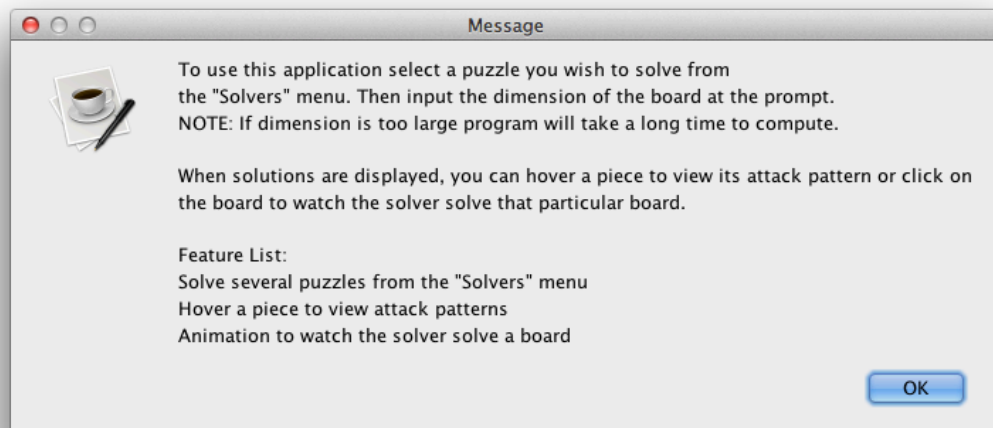 Message
To use this application select a puzzle you wish to solve from
the "Solvers" menu. Then input the dimension of the board at the prompt.
NOTE: If dimension is too large program will take a long time to compute.
When solutions are displayed, you can hover a piece to view its attack pattern or click on
the board to watch the solver solve that particular board.
Feature List:
Solve several puzzles from the "Solvers" menu
Hover a piece to view attack patterns
Animation to watch the solver solve a board
OK